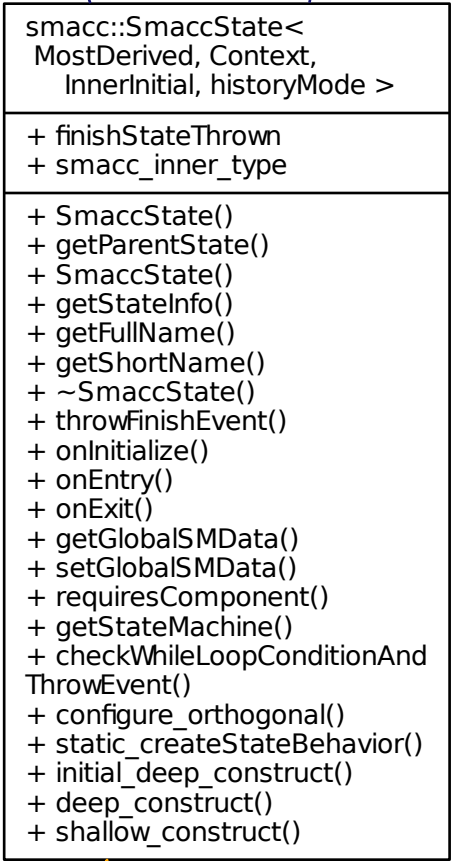 smacc::SmaccState<
MostDerived, Context,
InnerInitial, historyMode >
+ finishStateThrown
+ smacc_inner_type
+ SmaccState()
+ getParentState()
+ SmaccState()
+ getStateInfo()
+ getFullName()
+ getShortName()
+ ~SmaccState()
+ throwFinishEvent()
+ onInitialize()
+ onEntry()
+ onExit()
+ getGlobalSMData()
+ setGlobalSMData()
+ requiresComponent()
+ getStateMachine()
+ checkWhileLoopConditionAnd
ThrowEvent()
+ configure_orthogonal()
+ static_createStateBehavior()
+ initial_deep_construct()
+ deep_construct()
+ shallow_construct()